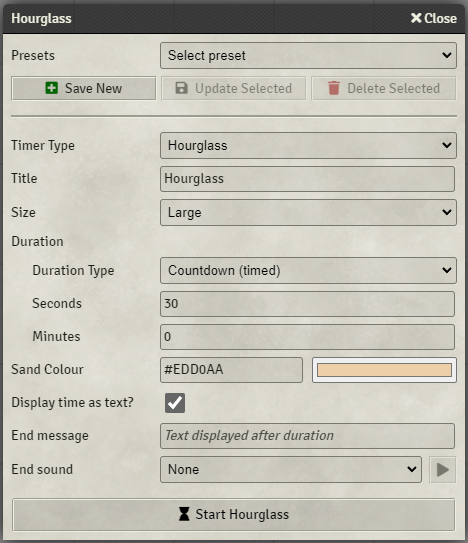 Hourglass
Close
Presets
Select preset
Save New
Update Selected
Delete Selected
Timer Type
Hourglass
Title
Hourglass
Size
Large
Duration
Duration Type
Countdown (timed)
Seconds
30
Minutes
0
Sand Colour
#EDD0AA
Display time as text?
End message
Text displayed after duration
End sound
None
Start Hourglass